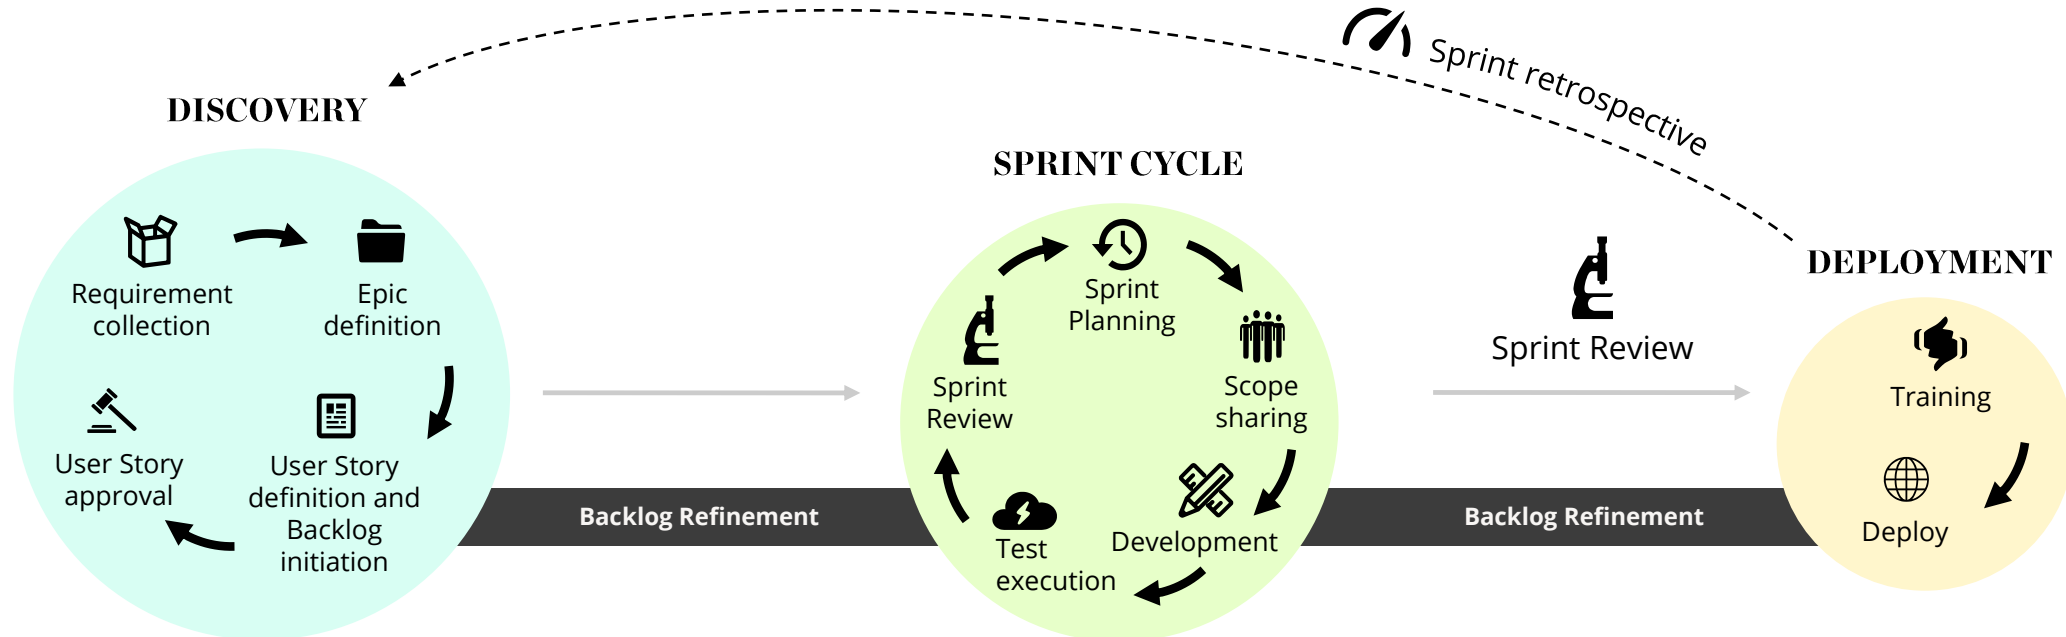 Sprint retrospective
DISCOVERY
Requirement
collection
Epic
definition
User Story
definition and
Backlog
initiation
User Story
approval
Backlog Refinement
SPRINT CYCLE
Sprint
Planning
Scope
sharing
Development
Test
execution
Sprint
Review
Sprint Review
Backlog Refinement
DEPLOYMENT
Training
Deploy